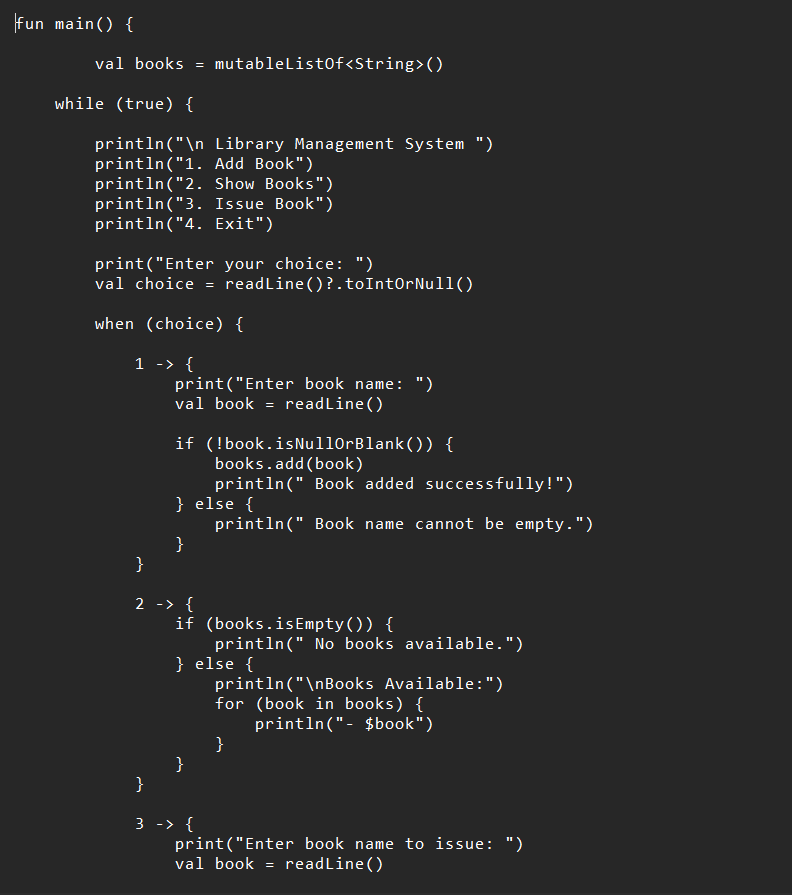 fun main() {
val books = mutableListOf<String>()
while (true) {
println("\n Library Management System ")
println("1. Add Book")
println("2. Show Books")
println("3. Issue Book")
println("4. Exit")
print("Enter your choice: ")
val choice = readLine()?.toIntOrNull()
when (choice) {
1 -> {
print("Enter book name: ")
val book = readLine()
if (!book.isNullOrBlank()) {
books.add(book)
println(" Book added successfully!")
} else {
println(" Book name cannot be empty.")
}
}
2 -> {
if (books.isEmpty()) {
println(" No books available.")
} else {
println("\nBooks Available:")
for (book in books) {
println("- $book")
}
}
}
3 -> {
print("Enter book name to issue: ")
val book = readLine()